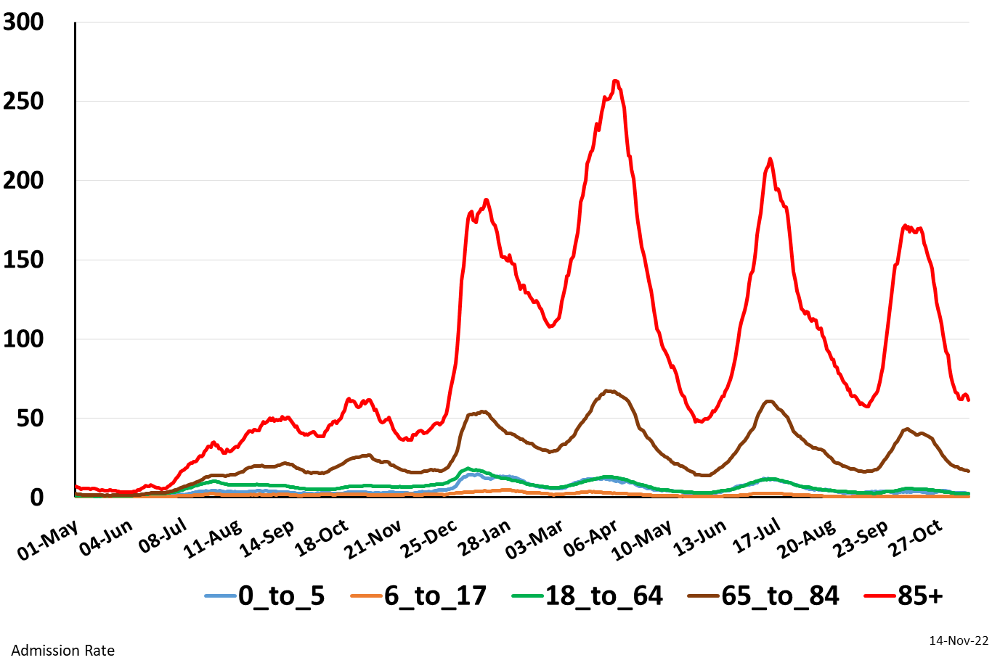 300
250
200
150
100
50
0
01-May 04-Jun 08-Jul 11-Aug 14-Sep 18-Oct 21-Nov 25-Dec 28-Jan 03-Mar 06-Apr 10-May 13-Jun 17-Jul 20-Aug 23-Sep 27-Oct
0_to_5 6_to_17 18_to_64 65_to_84 85+
14-Nov-22
Admission Rate